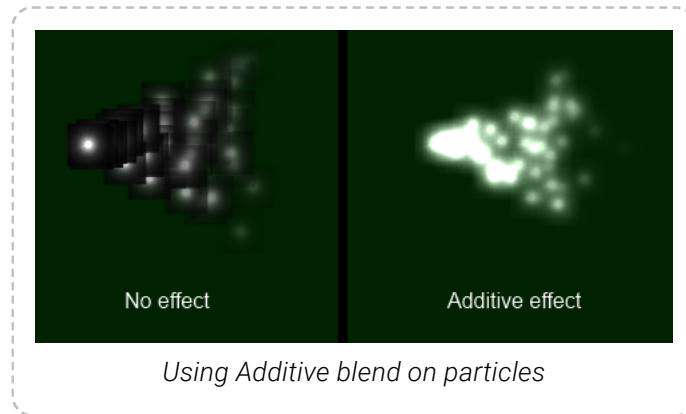 No effect
Additive effect
Using Additive blend on particles